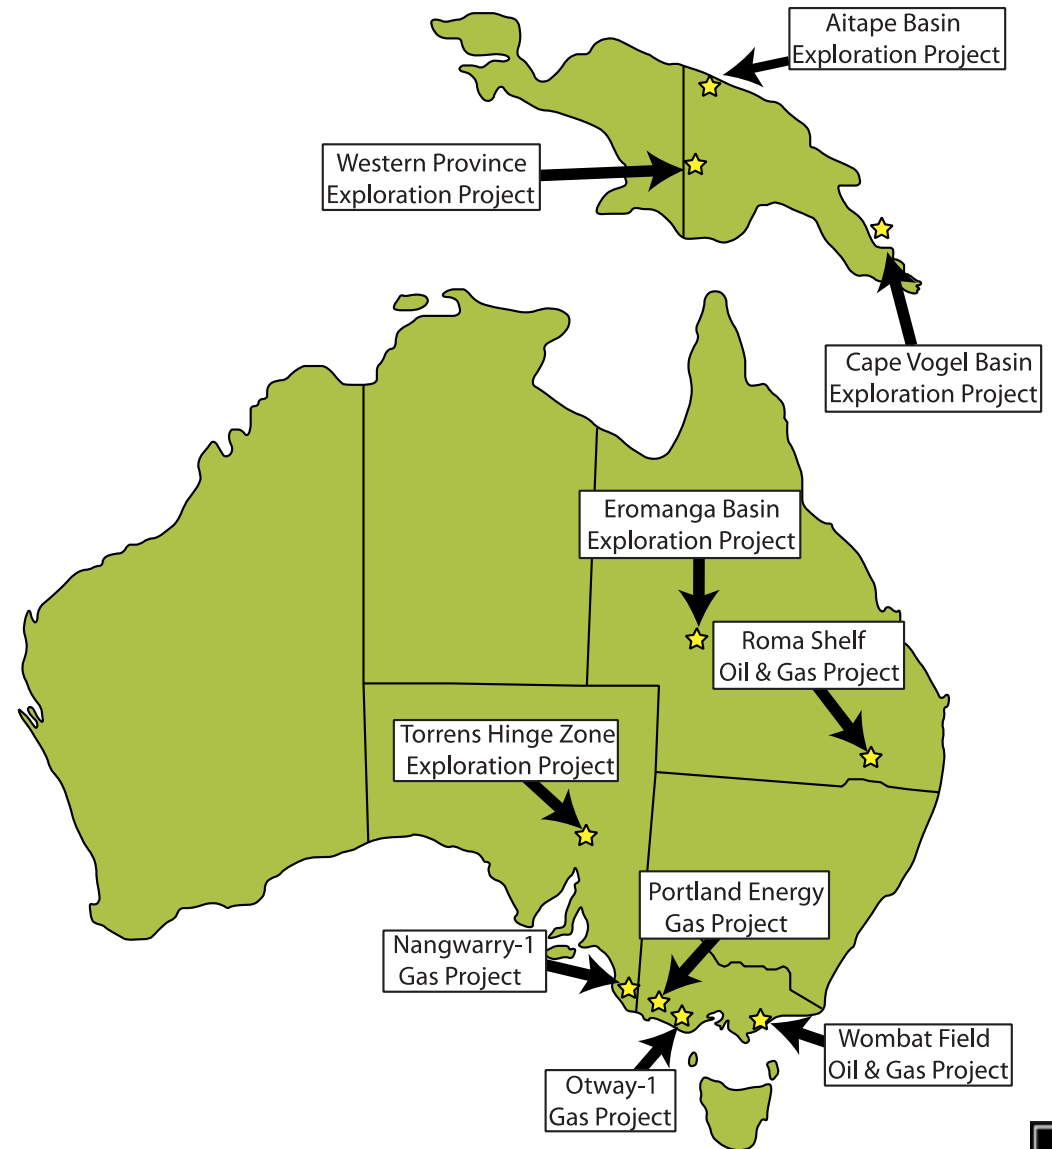 Aitape Basin
Exploration Project
Western Province
Exploration Project
Cape Vogel Basin
Exploration Project
Eromanga Basin
Exploration Project
Roma Shelf
Oil & Gas Project
Torrens Hinge Zone
Exploration Project
Portland Energy
Gas Project
Nangwarry-1
Gas Project
Wombat Field
Oil & Gas Project
Otway-1
Gas Project